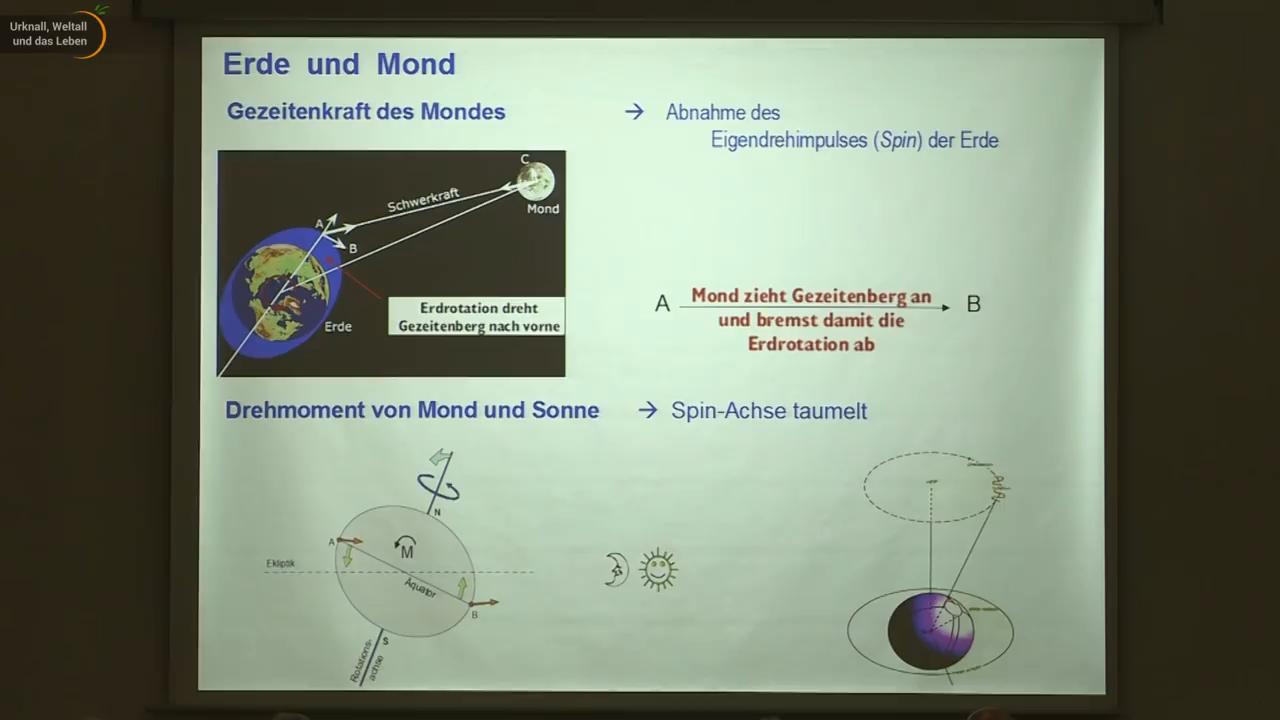 Urknall, Weltall
und das Leben
Erde und Mond
Gezeitenkraft des Mondes
→ Abnahme des
Eigendrehimpulses (Spin) der Erde
C
Schwerkraft
Mond
A
B
Erdrotation dreht
Gezeitenberg nach vorne
Erde
A
Mond zieht Gezeitenberg an
B
und bremst damit die
Erdrotation ab
Drehmoment von Mond und Sonne
→ Spin-Achse taumelt
N
A
M
Ekliptik
Äquator
B
S
Rotations-
achse